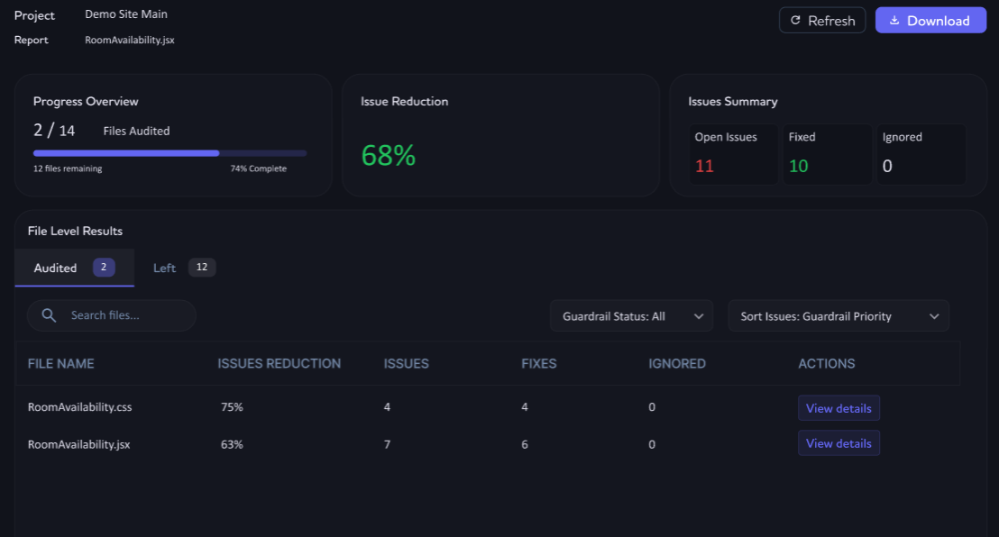 Project Demo Site Main
Report RoomAvailability.jsx
Refresh
Download
Progress Overview
2 / 14 Files Audited
12 files remaining 74% Complete
Issue Reduction
68%
Issues Summary
Open Issues Fixed Ignored
11 10 0
File Level Results
Audited 2 Left 12
Search files...
Guardrail Status: All
Sort Issues: Guardrail Priority
FILE NAME ISSUES REDUCTION ISSUES FIXES IGNORED ACTIONS
RoomAvailability.css 75% 4 4 0 View details
RoomAvailability.jsx 63% 7 6 0 View details